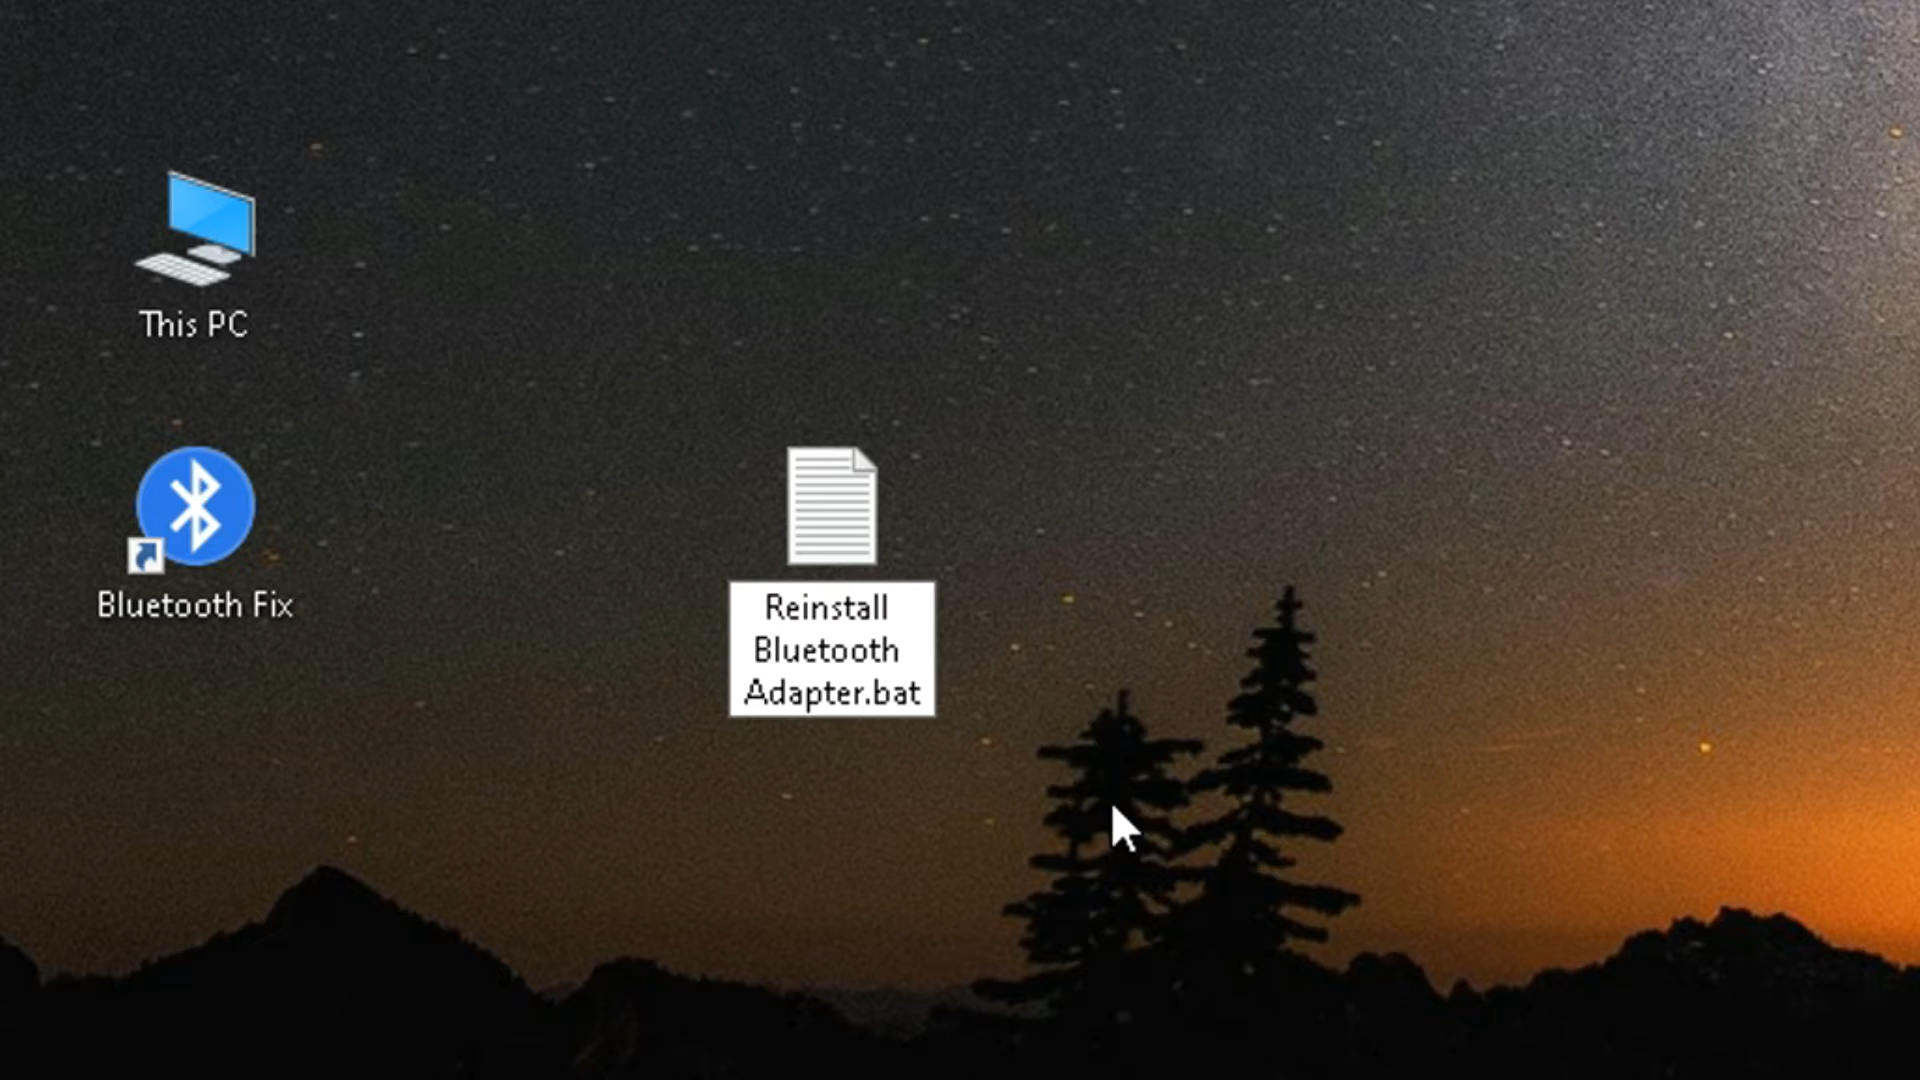 This PC
Bluetooth Fix
Reinstall
Bluetooth
Adapter.bat